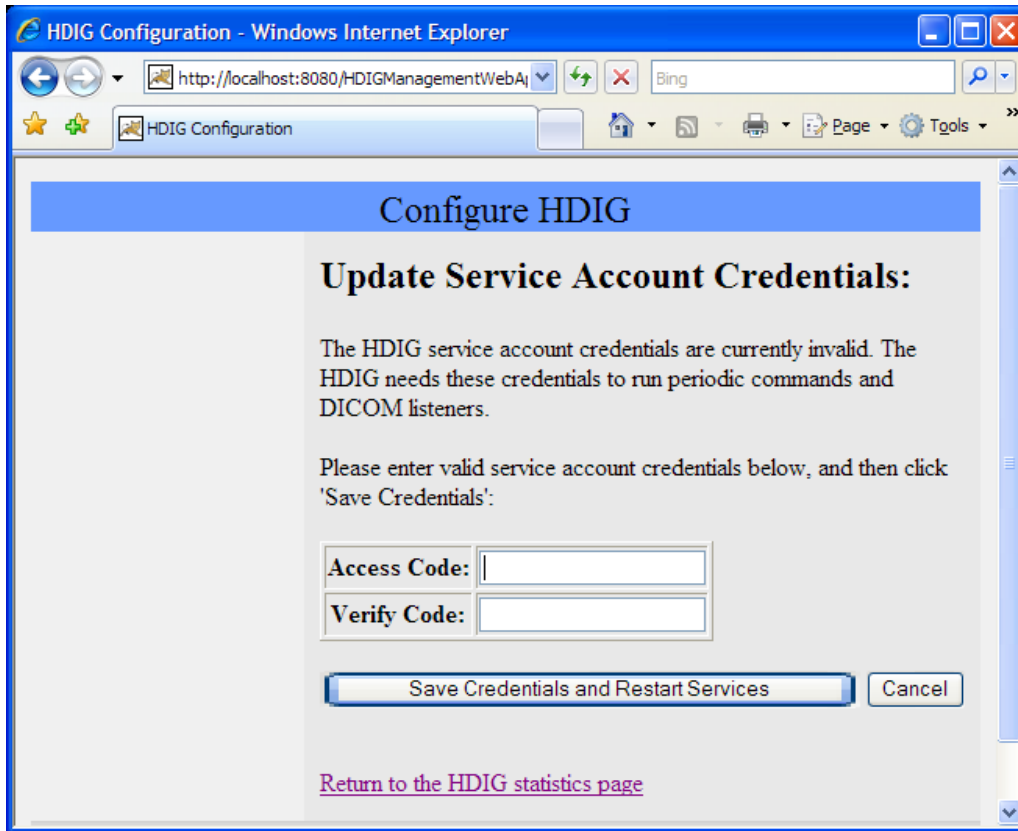 HDIG Configuration - Windows Internet Explorer
http://localhost:8080/HDIGManagementWebAp
Bing
HDIG Configuration
Page
Tools
Configure HDIG
Update Service Account Credentials:
The HDIG service account credentials are currently invalid. The
HDIG needs these credentials to run periodic commands and
DICOM listeners.
Please enter valid service account credentials below, and then click
'Save Credentials':
Access Code:
Verify Code:
Save Credentials and Restart Services
Cancel
Return to the HDIG statistics page